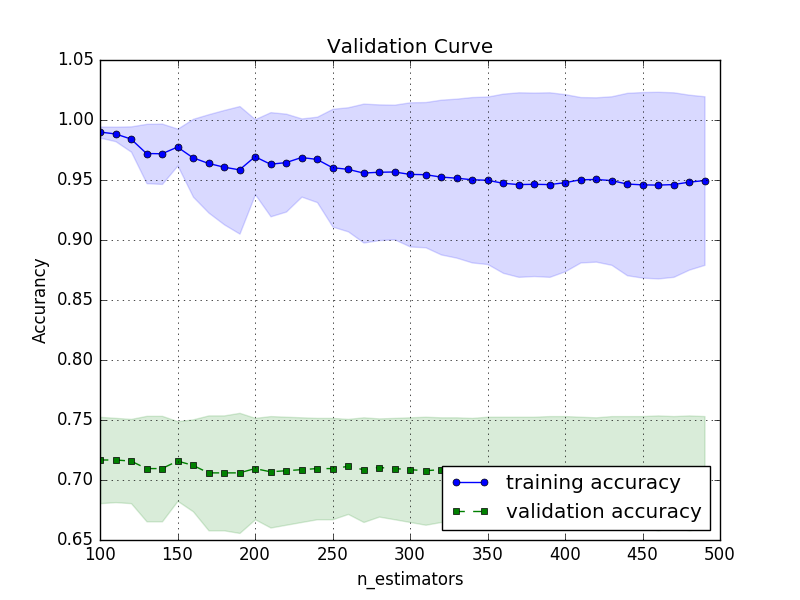 Validation Curve
1.05
1.00
0.95
0.90
0.85
0.80
0.75
0.70
0.65
Accurancy
training accuracy
validation accuracy
100 150 200 250 300 350 400 450 500
n_estimators